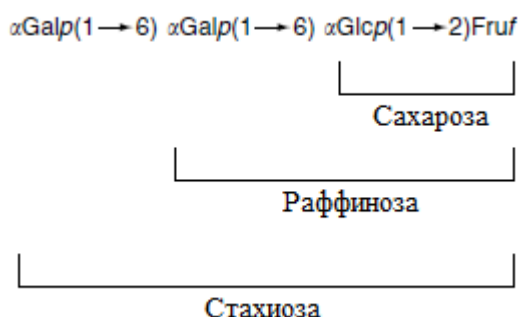 αGalp(1→6) αGalp(1→6) αGlcp(1→2)Fruf
Сахароза
Раффиноза
Стахиоза